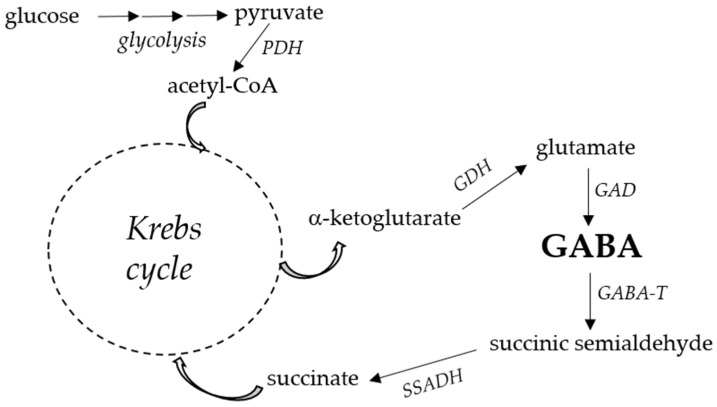 glucose
glycolysis
pyruvate
PDH
acetyl-CoA
Krebs
cycle
α-ketoglutarate
GDH
glutamate
GAD
GABA
GABA-T
succinic semialdehyde
SSADH
succinate